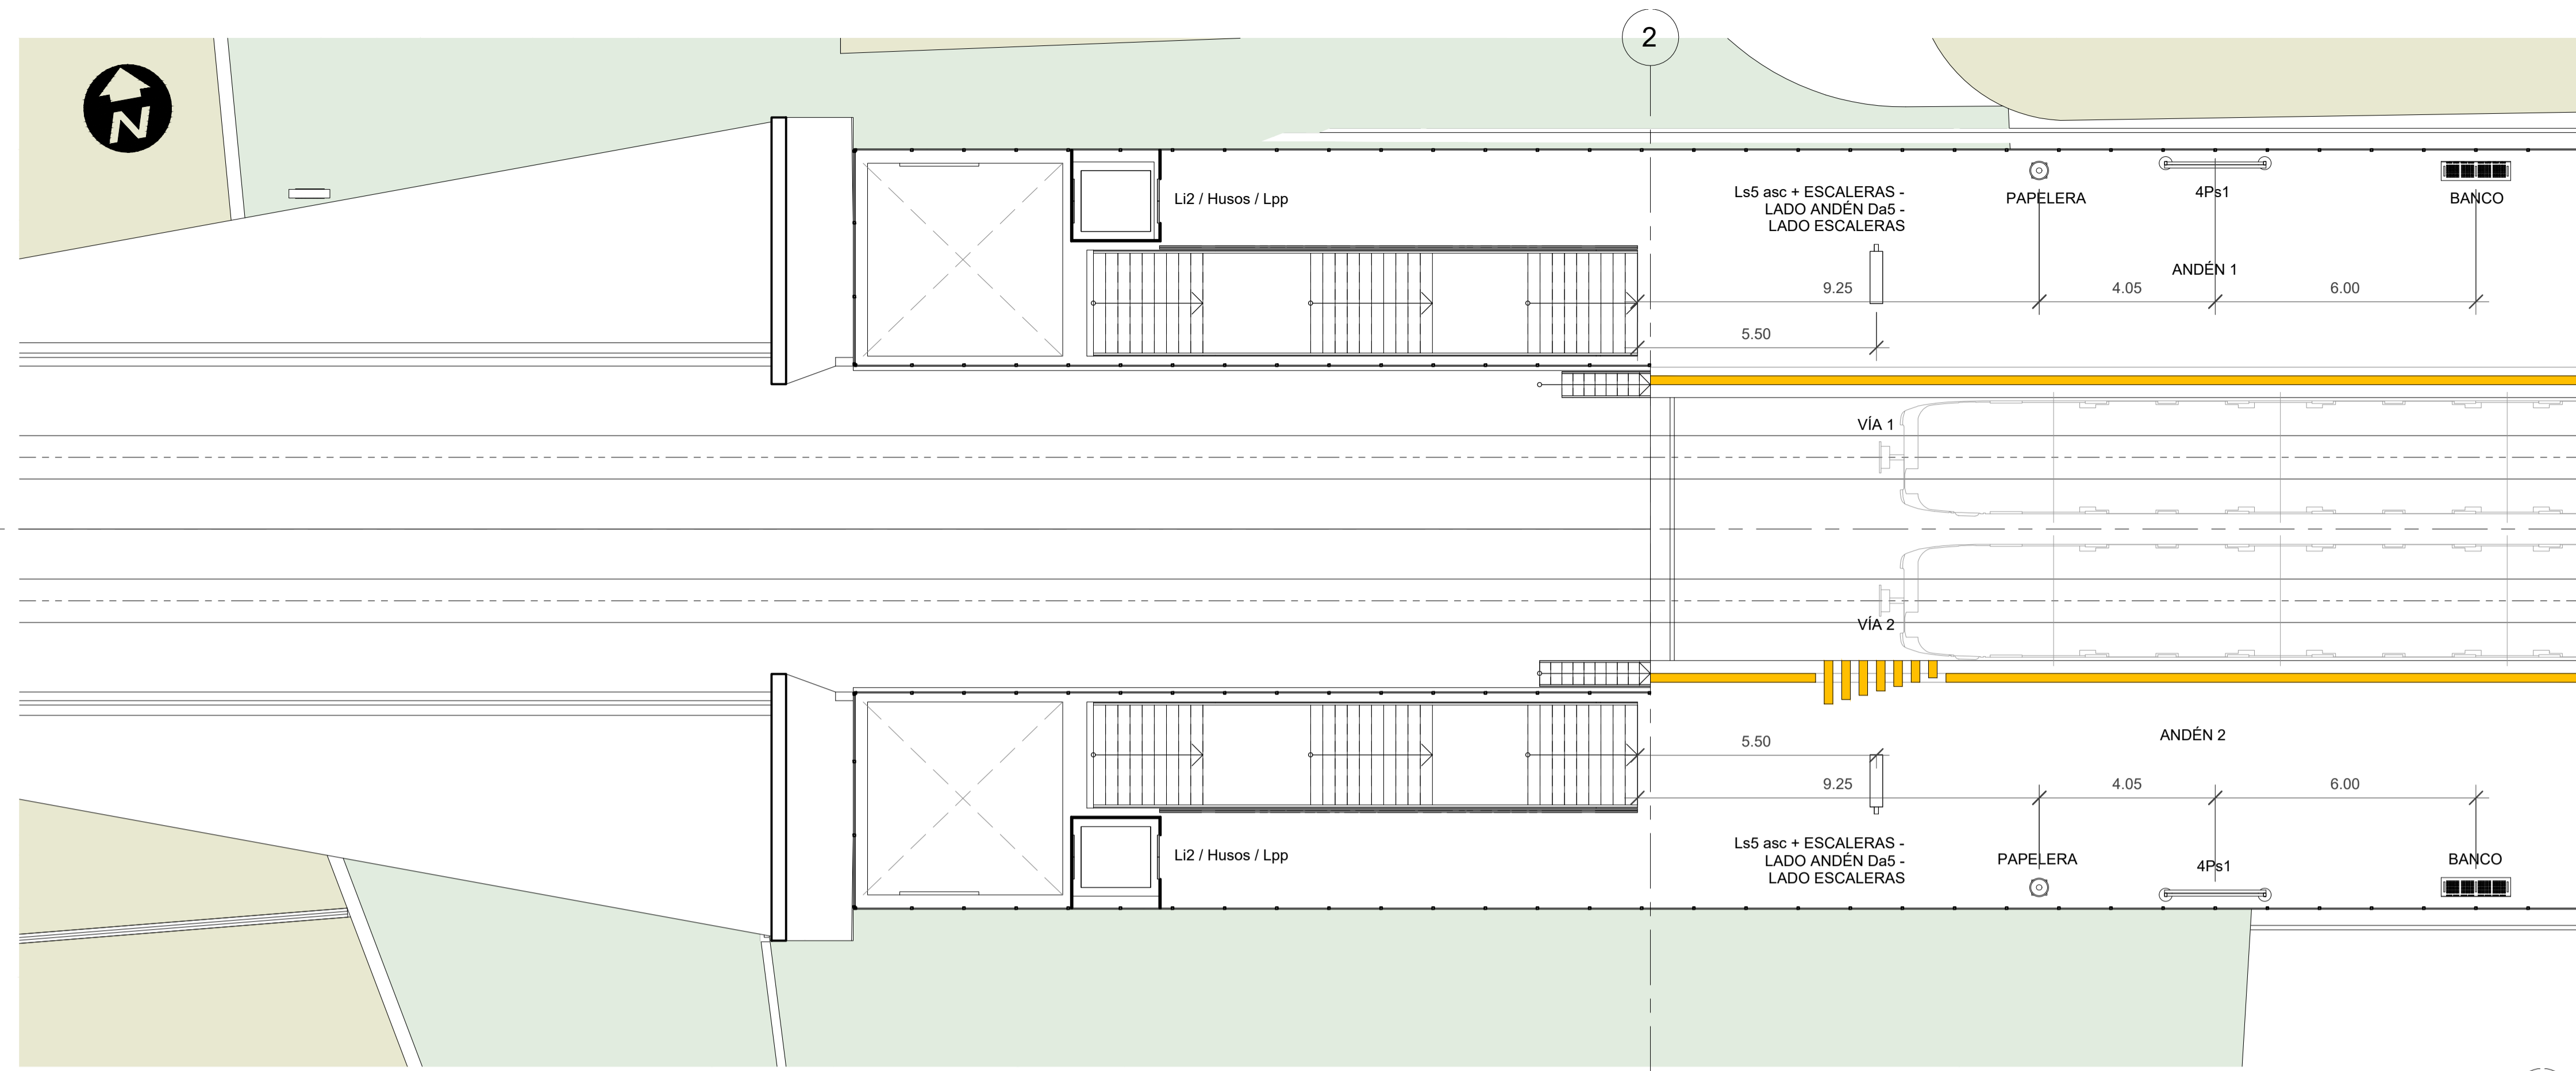 2
N
Li2 / Husos / Lpp
Ls5 asc + ESCALERAS -
LADO ANDÉN Da5 -
LADO ESCALERAS
PAPELERA
4Ps1
BANCO
ANDÉN 1
9.25
4.05
6.00
5.50
VÍA 1
VÍA 2
ANDÉN 2
5.50
9.25
4.05
6.00
Li2 / Husos / Lpp
Ls5 asc + ESCALERAS -
LADO ANDÉN Da5 -
LADO ESCALERAS
PAPELERA
4Ps1
BANCO